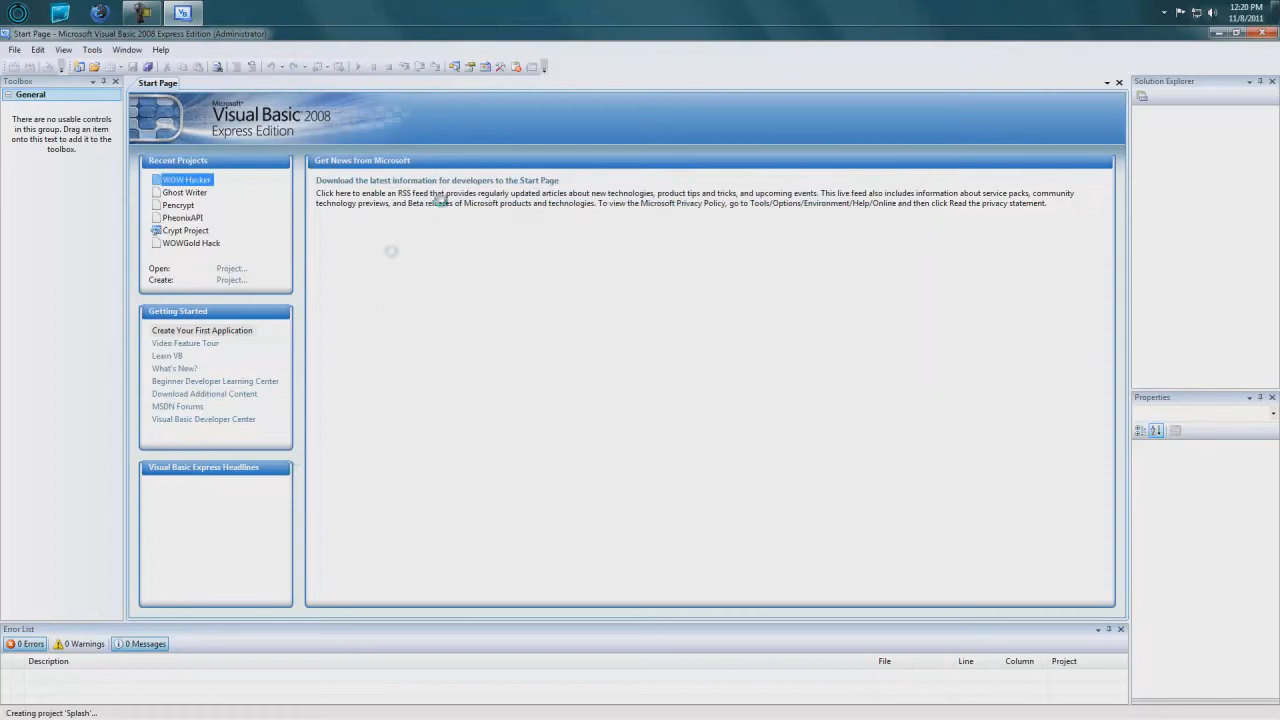 12:20 PM
11/8/2011
Start Page - Microsoft Visual Basic 2008 Express Edition (Administrator)
File Edit View Tools Window Help
Toolbox
General
There are no usable controls
in this group. Drag an item
onto this text to add it to the
toolbox.
Start Page
Microsoft
Visual Basic 2008
Express Edition
Recent Projects
WOW Hacker
Ghost Writer
Pencrypt
PheonixAPI
Crypt Project
WOWGold Hack
Open: Project...
Create: Project...
Getting Started
Create Your First Application
Video Feature Tour
Learn VB
What's New?
Beginner Developer Learning Center
Download Additional Content
MSDN Forums
Visual Basic Developer Center
Visual Basic Express Headlines
Get News from Microsoft
Download the latest information for developers to the Start Page
Click here to enable an RSS feed that provides regularly updated articles about new technologies, product tips and tricks, and upcoming events. This live feed also includes information about service packs, community
technology previews, and Beta releases of Microsoft products and technologies. To view the Microsoft Privacy Policy, go to Tools/Options/Environment/Help/Online and then click Read the privacy statement.
Solution Explorer
Properties
Error List
0 Errors 0 Warnings 0 Messages
Description File Line Column Project
Creating project 'Splash'...